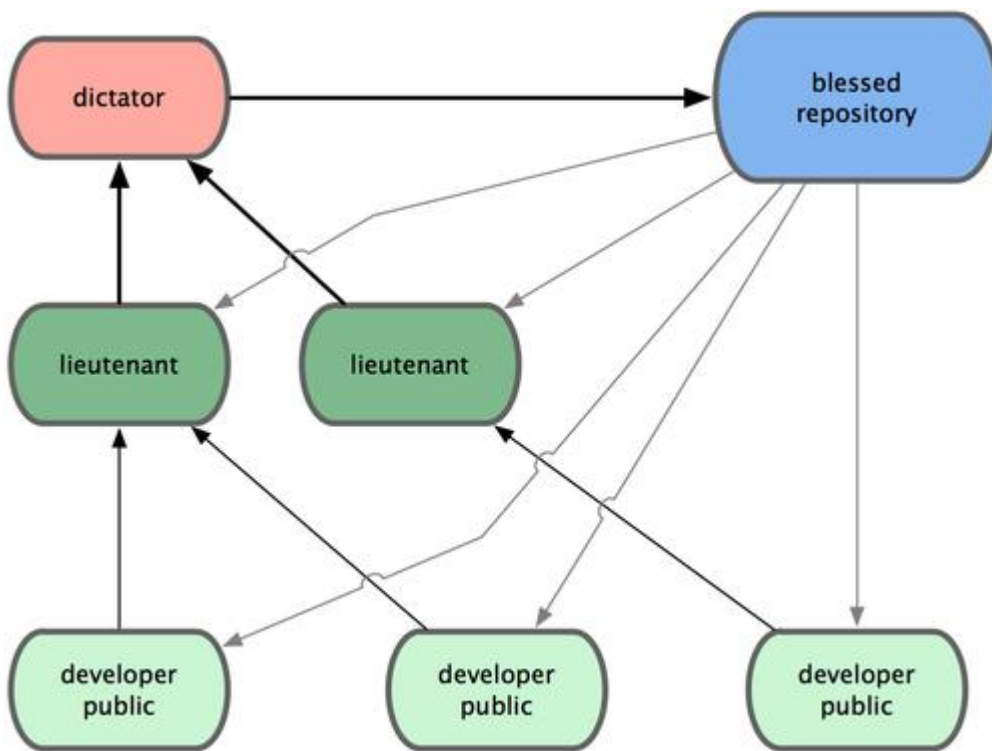 dictator
blessed
repository
lieutenant
lieutenant
developer
public
developer
public
developer
public